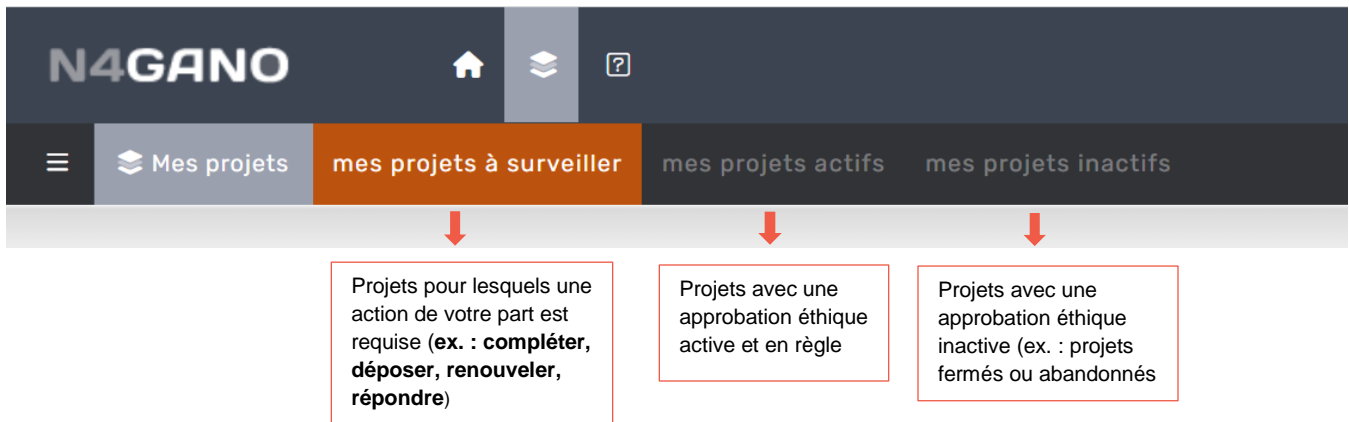 N4GANO
?
Mes projets mes projets à surveiller mes projets actifs mes projets inactifs
Projets pour lesquels une
action de votre part est
requise (ex. : compléter,
déposer, renouveler,
répondre)
Projets avec une
approbation éthique
active et en règle
Projets avec une
approbation éthique
inactive (ex. : projets
fermés ou abandonnés